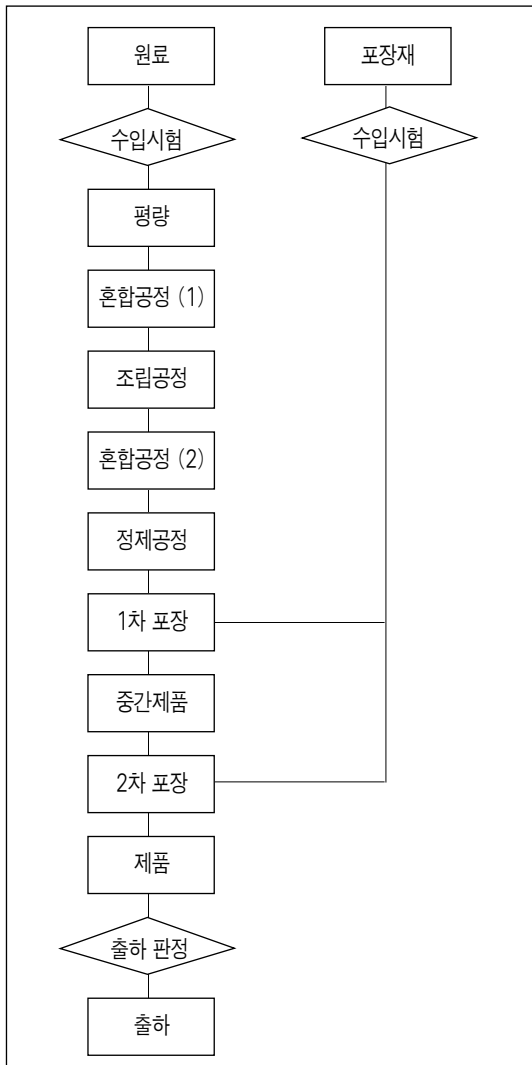 원료
포장재
수입시험
수입시험
평량
혼합공정 (1)
조립공정
혼합공정 (2)
정제공정
1차 포장
중간제품
2차 포장
제품
출하 판정
출하